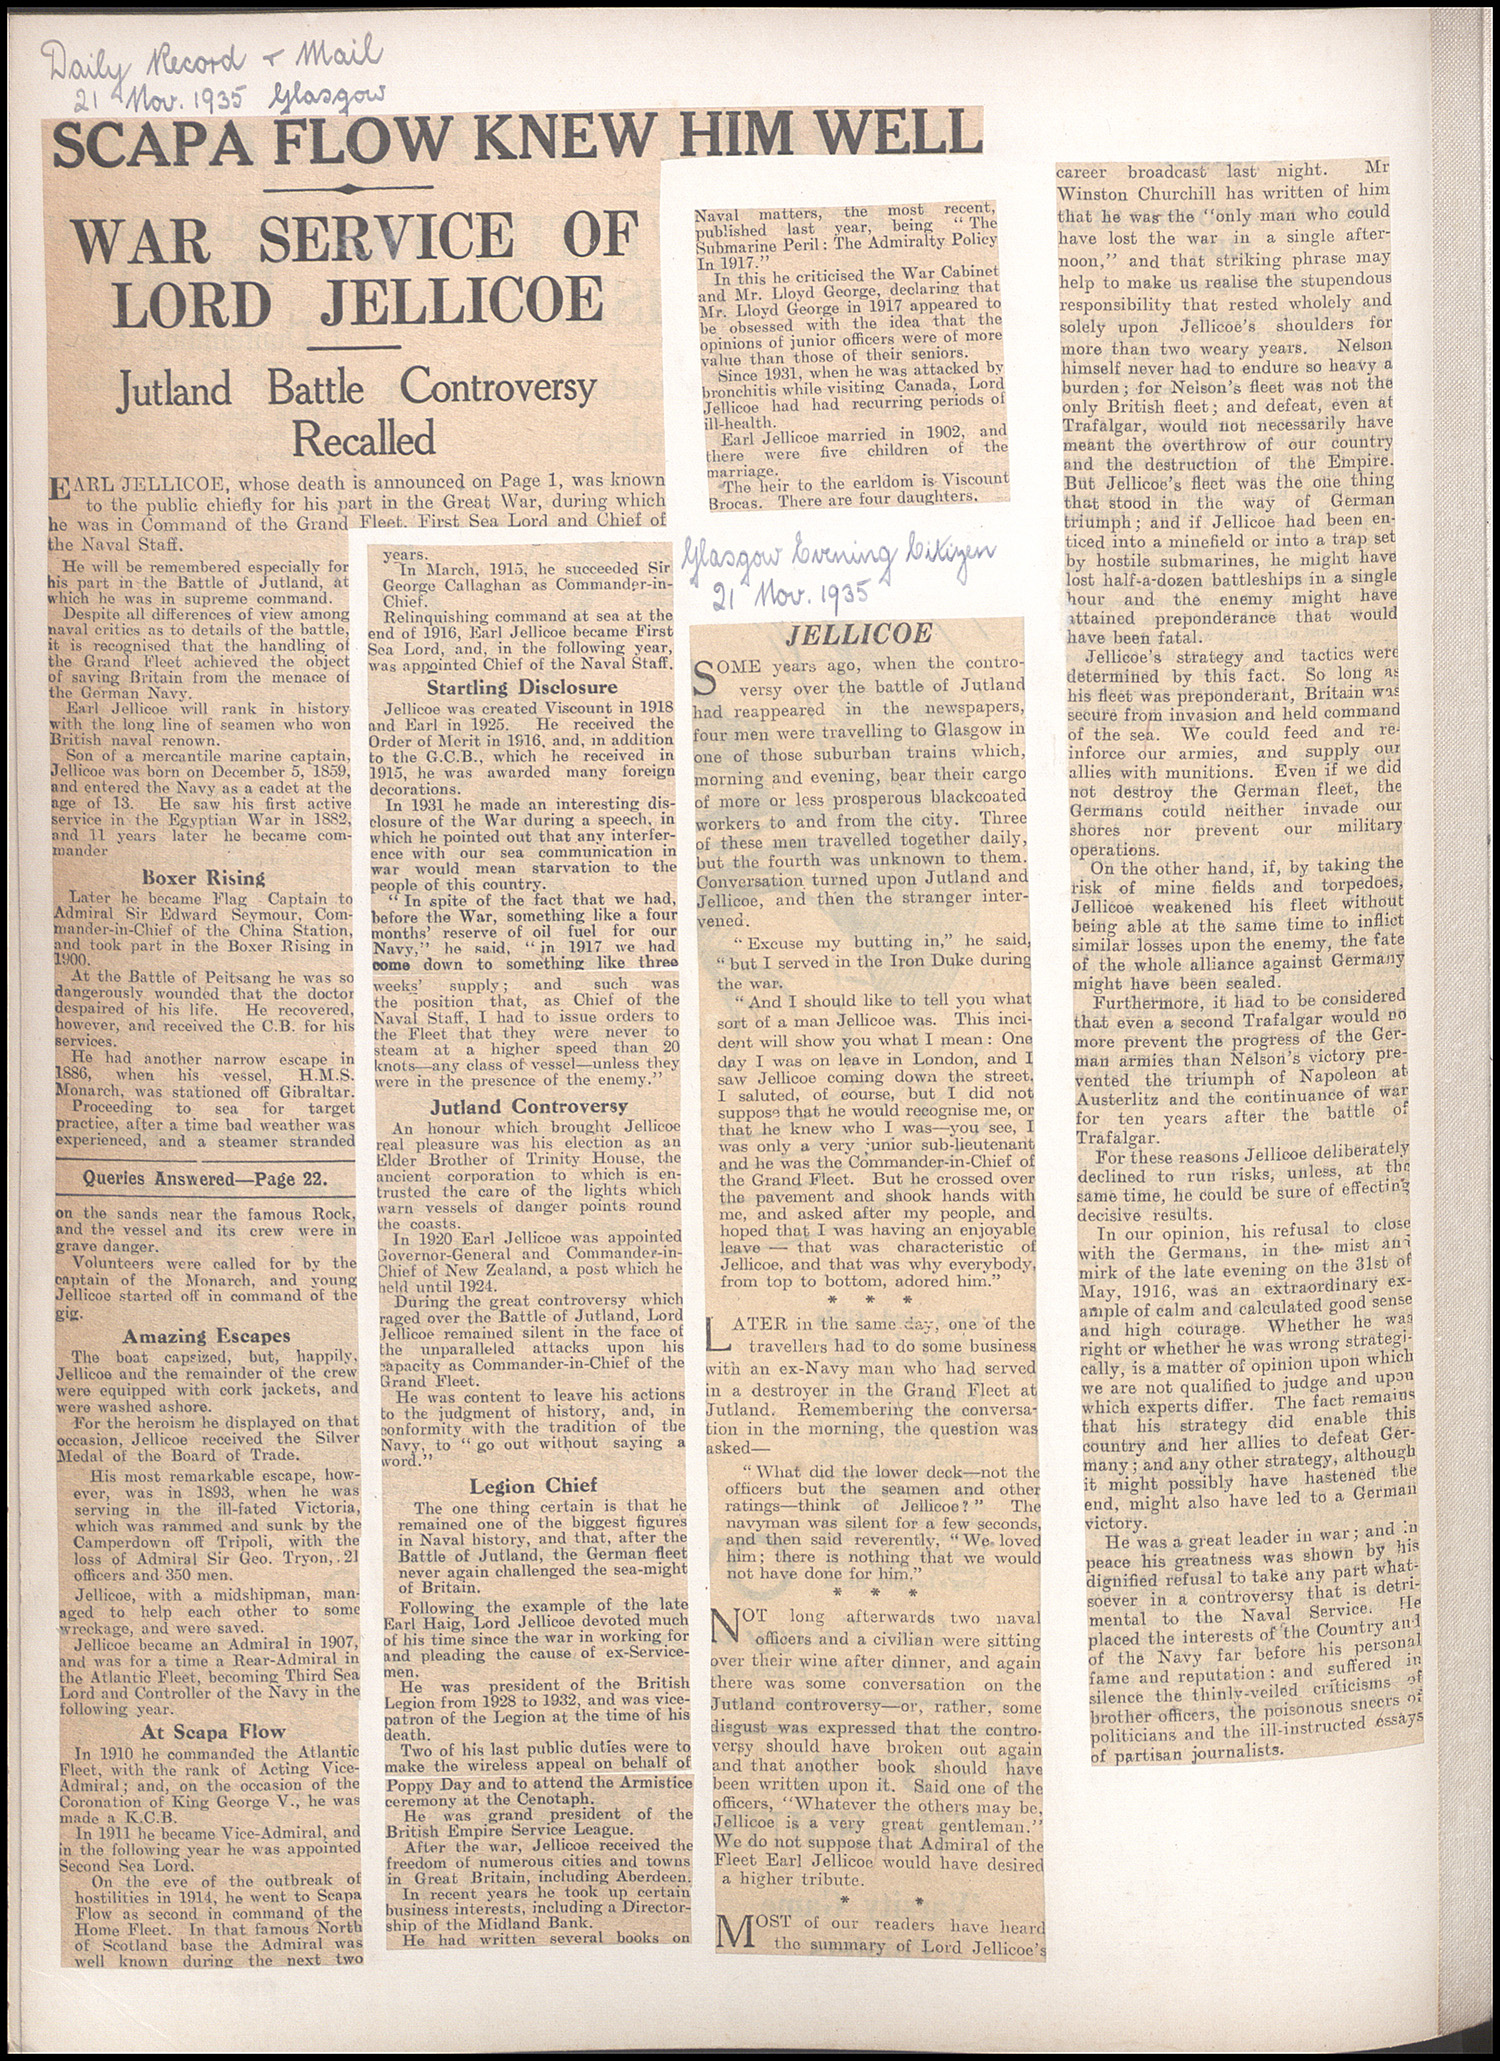 Daily Record & Mail
21 Nov. 1935 Glasgow
SCAPA FLOW KNEW HIM WELL
WAR SERVICE OF
LORD JELLICOE
Jutland Battle Controversy
Recalled
EARL JELLICOE, whose death is announced on Page 1, was known
to the public chiefly for his part in the Great War, during which
he was in Command of the Grand Fleet, First Sea Lord and Chief of
the Naval Staff.
He will be remembered especially for
his part in the Battle of Jutland, at
which he was in supreme command.
Despite all differences of view among
naval critics as to details of the battle,
it is recognised that the handling of
the Grand Fleet achieved the object
of saving Britain from the menace of
the German Navy.
Earl Jellicoe will rank in history
with the long line of seamen who won
British naval renown.
Son of a mercantile marine captain,
Jellicoe was born on December 5, 1859,
and entered the Navy as a cadet at the
age of 13. He saw his first active
service in the Egyptian War in 1882,
and 11 years later he became com-
mander
Boxer Rising
Later he became Flag Captain to
Admiral Sir Edward Seymour, Com-
mander-in-Chief of the China Station,
and took part in the Boxer Rising in
1900.
At the Battle of Peitsang he was so
dangerously wounded that the doctor
despaired of his life. He recovered,
however, and received the C.B. for his
services.
He had another narrow escape in
1886, when his vessel, H.M.S.
Monarch, was stationed off Gibraltar.
Proceeding to sea for target
practice, after a time bad weather was
experienced, and a steamer stranded
Queries Answered—Page 22.
on the sands near the famous Rock,
and the vessel and its crew were in
grave danger.
Volunteers were called for by the
captain of the Monarch, and young
Jellicoe started off in command of the
gig.
Amazing Escapes
The boat capsized, but, happily,
Jellicoe and the remainder of the crew
were equipped with cork jackets, and
were washed ashore.
For the heroism he displayed on that
occasion, Jellicoe received the Silver
Medal of the Board of Trade.
His most remarkable escape, how-
ever, was in 1893, when he was
serving in the ill-fated Victoria,
which was rammed and sunk by the
Camperdown off Tripoli, with the
loss of Admiral Sir Geo. Tryon, 21
officers and 350 men.
Jellicoe, with a midshipman, man-
aged to help each other to some
wreckage, and were saved.
Jellicoe became an Admiral in 1907,
and was for a time a Rear-Admiral in
the Atlantic Fleet, becoming Third Sea
Lord and Controller of the Navy in the
following year.
At Scapa Flow
In 1910 he commanded the Atlantic
Fleet, with the rank of Acting Vice-
Admiral; and, on the occasion of the
Coronation of King George V., he was
made a K.C.B.
In 1911 he became Vice-Admiral, and
in the following year he was appointed
Second Sea Lord.
On the eve of the outbreak of
hostilities in 1914, he went to Scapa
Flow as second in command of the
Home Fleet. In that famous North
of Scotland base the Admiral was
well known during the next two
years.
In March, 1915, he succeeded Sir
George Callaghan as Commander-in-
Chief.
Relinquishing command at sea at the
end of 1916, Earl Jellicoe became First
Sea Lord, and, in the following year,
was appointed Chief of the Naval Staff.
Startling Disclosure
Jellicoe was created Viscount in 1918
and Earl in 1925. He received the
Order of Merit in 1916, and, in addition
to the G.C.B., which he received in
1915, he was awarded many foreign
decorations.
In 1931 he made an interesting dis-
closure of the War during a speech, in
which he pointed out that any interfer-
ence with our sea communication in
war would mean starvation to the
people of this country.
"In spite of the fact that we had,
before the War, something like a four
months' reserve of oil fuel for our
Navy," he said, "in 1917 we had
come down to something like three
weeks' supply; and such was
the position that, as Chief of the
Naval Staff, I had to issue orders to
the Fleet that they were never to
steam at a higher speed than 20
knots—any class of vessel—unless they
were in the presence of the enemy."
Jutland Controversy
An honour which brought Jellicoe
real pleasure was his election as an
Elder Brother of Trinity House, the
ancient corporation to which is en-
trusted the care of the lights which
warn vessels of danger points round
the coasts.
In 1920 Earl Jellicoe was appointed
Governor-General and Commander-in-
Chief of New Zealand, a post which he
held until 1924.
During the great controversy which
raged over the Battle of Jutland, Lord
Jellicoe remained silent in the face of
the unparalleled attacks upon his
capacity as Commander-in-Chief of the
Grand Fleet.
He was content to leave his actions
to the judgment of history, and, in
conformity with the tradition of the
Navy, to "go out without saying a
word."
Legion Chief
The one thing certain is that he
remained one of the biggest figures
in Naval history, and that, after the
Battle of Jutland, the German fleet
never again challenged the sea-might
of Britain.
Following the example of the late
Earl Haig, Lord Jellicoe devoted much
of his time since the war in working for
and pleading the cause of ex-Service-
men.
He was president of the British
Legion from 1928 to 1932, and was vice-
patron of the Legion at the time of his
death.
Two of his last public duties were to
make the wireless appeal on behalf of
Poppy Day and to attend the Armistice
ceremony at the Cenotaph.
He was grand president of the
British Empire Service League.
After the war, Jellicoe received the
freedom of numerous cities and towns
in Great Britain, including Aberdeen.
In recent years he took up certain
business interests, including a Director-
ship of the Midland Bank.
He had written several books on
Naval matters, the most recent,
published last year, being "The
Submarine Peril: The Admiralty Policy
In 1917."
In this he criticised the War Cabinet
and Mr. Lloyd George, declaring that
Mr. Lloyd George in 1917 appeared to
be obsessed with the idea that the
opinions of junior officers were of more
value than those of their seniors.
Since 1931, when he was attacked by
bronchitis while visiting Canada, Lord
Jellicoe had had recurring periods of
ill-health.
Earl Jellicoe married in 1902, and
there were five children of the
marriage.
The heir to the earldom is Viscount
Brocas. There are four daughters.
Glasgow Evening Citizen
21 Nov. 1935
JELLICOE
SOME years ago, when the contro-
versy over the battle of Jutland
had reappeared in the newspapers,
four men were travelling to Glasgow in
one of those suburban trains which,
morning and evening, bear their cargo
of more or less prosperous blackcoated
workers to and from the city. Three
of these men travelled together daily,
but the fourth was unknown to them.
Conversation turned upon Jutland and
Jellicoe, and then the stranger inter-
vened.
"Excuse my butting in," he said,
"but I served in the Iron Duke during
the war.
"And I should like to tell you what
sort of a man Jellicoe was. This inci-
dent will show you what I mean: One
day I was on leave in London, and I
saw Jellicoe coming down the street.
I saluted, of course, but I did not
suppose that he would recognise me, or
that he knew who I was—you see, I
was only a very junior sub-lieutenant
and he was the Commander-in-Chief of
the Grand Fleet. But he crossed over
the pavement and shook hands with
me, and asked after my people, and
hoped that I was having an enjoyable
leave — that was characteristic of
Jellicoe, and that was why everybody,
from top to bottom, adored him."
* * *
LATER in the same day, one of the
travellers had to do some business
with an ex-Navy man who had served
in a destroyer in the Grand Fleet at
Jutland. Remembering the conversa-
tion in the morning, the question was
asked—
"What did the lower deck—not the
officers but the seamen and other
ratings—think of Jellicoe?" The
navyman was silent for a few seconds,
and then said reverently, "We loved
him; there is nothing that we would
not have done for him."
* * *
NOT long afterwards two naval
officers and a civilian were sitting
over their wine after dinner, and again
there was some conversation on the
Jutland controversy—or, rather, some
disgust was expressed that the contro-
versy should have broken out again
and that another book should have
been written upon it. Said one of the
officers, "Whatever the others may be,
Jellicoe is a very great gentleman."
We do not suppose that Admiral of the
Fleet Earl Jellicoe would have desired
a higher tribute.
* *
MOST of our readers have heard
the summary of Lord Jellicoe's
career broadcast last night. Mr
Winston Churchill has written of him
that he was the "only man who could
have lost the war in a single after-
noon," and that striking phrase may
help to make us realise the stupendous
responsibility that rested wholely and
solely upon Jellicoe's shoulders for
more than two weary years. Nelson
himself never had to endure so heavy a
burden; for Nelson's fleet was not the
only British fleet; and defeat, even at
Trafalgar, would not necessarily have
meant the overthrow of our country
and the destruction of the Empire.
But Jellicoe's fleet was the one thing
that stood in the way of German
triumph; and if Jellicoe had been en-
ticed into a minefield or into a trap set
by hostile submarines, he might have
lost half-a-dozen battleships in a single
hour and the enemy might have
attained preponderance that would
have been fatal.
Jellicoe's strategy and tactics were
determined by this fact. So long as
his fleet was preponderant, Britain was
secure from invasion and held command
of the sea. We could feed and re-
inforce our armies, and supply our
allies with munitions. Even if we did
not destroy the German fleet, the
Germans could neither invade our
shores nor prevent our military
operations.
On the other hand, if, by taking the
risk of mine fields and torpedoes,
Jellicoe weakened his fleet without
being able at the same time to inflict
similar losses upon the enemy, the fate
of the whole alliance against Germany
might have been sealed.
Furthermore, it had to be considered
that even a second Trafalgar would no
more prevent the progress of the Ger-
man armies than Nelson's victory pre-
vented the triumph of Napoleon at
Austerlitz and the continuance of war
for ten years after the battle of
Trafalgar.
For these reasons Jellicoe deliberately
declined to run risks, unless, at the
same time, he could be sure of effecting
decisive results.
In our opinion, his refusal to close
with the Germans, in the mist and
mirk of the late evening on the 31st of
May, 1916, was an extraordinary ex-
ample of calm and calculated good sense
and high courage. Whether he was
right or whether he was wrong strategi-
cally, is a matter of opinion upon which
we are not qualified to judge and upon
which experts differ. The fact remains
that his strategy did enable this
country and her allies to defeat Ger-
many; and any other strategy, although
it might possibly have hastened the
end, might also have led to a German
victory.
He was a great leader in war; and in
peace his greatness was shown by his
dignified refusal to take any part what-
soever in a controversy that is detri-
mental to the Naval Service. He
placed the interests of the Country and
of the Navy far before his personal
fame and reputation: and suffered in
silence the thinly-veiled criticisms of
brother officers, the poisonous sneers of
politicians and the ill-instructed essays
of partisan journalists.